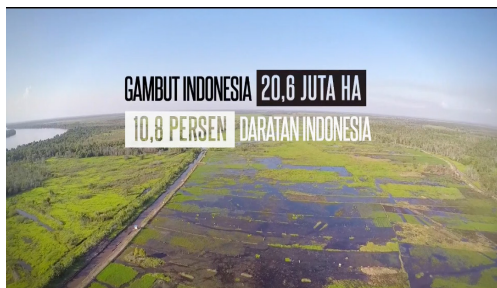 GAMBUT INDONESIA 20,6 JUTA HA
10,8 PERSEN DARATAN INDONESIA